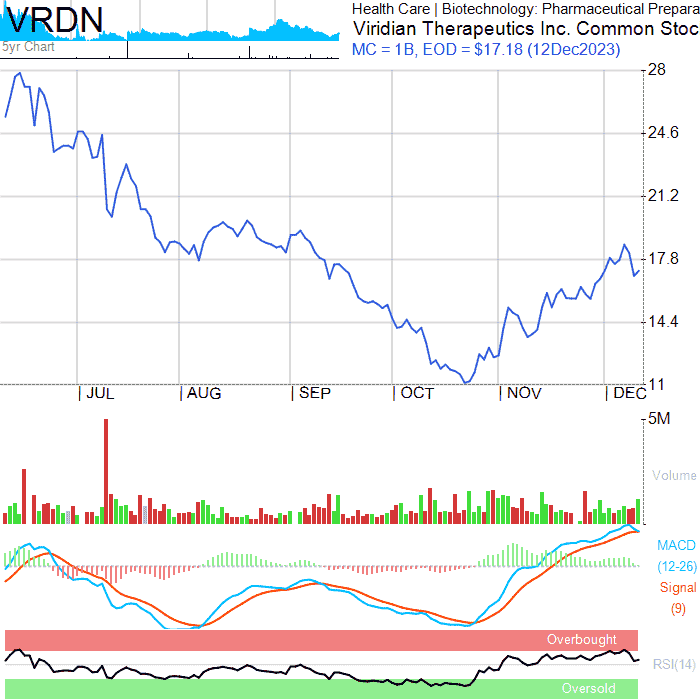 VRDN
5yr Chart
Health Care | Biotechnology: Pharmaceutical Prepara
Viridian Therapeutics Inc. Common Stoc
MC = 1B, EOD = $17.18 (12Dec2023)
28
24.6
21.2
17.8
14.4
11
JUL
AUG
SEP
OCT
NOV
DEC
5M
Volume
MACD
(12-26)
Signal
(9)
Overbought
RSI(14)
Oversold